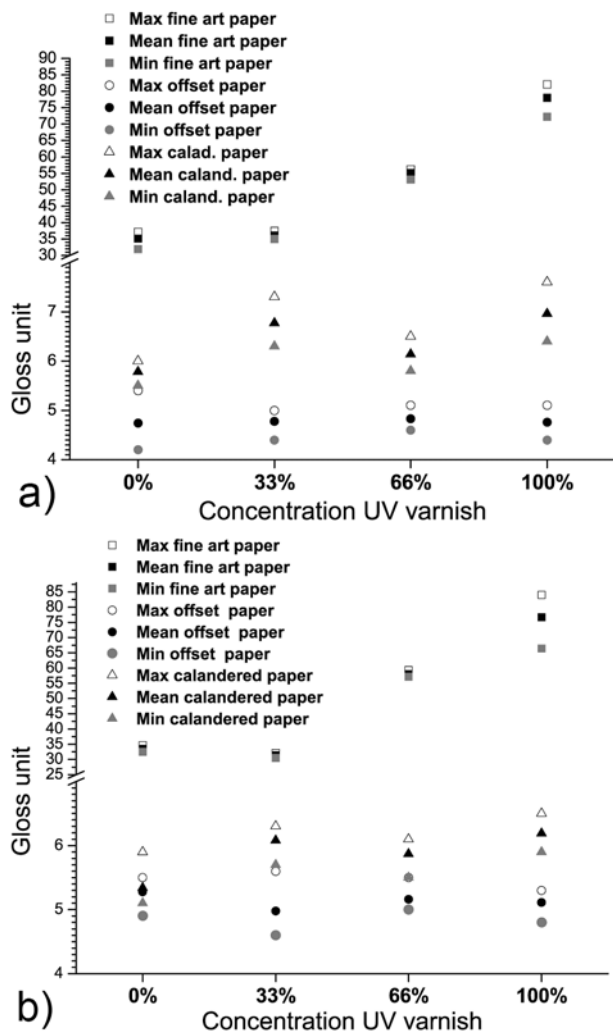 Max fine art paper
Mean fine art paper
Min fine art paper
Max offset paper
Mean offset paper
Min offset paper
Max calad. paper
Mean caland. paper
Min caland. paper
90
85
80
75
70
65
60
55
50
45
40
35
30
7
6
5
4
Gloss unit
0% 33% 66% 100%
Concentration UV varnish
a)
Max fine art paper
Mean fine art paper
Min fine art paper
Max offset paper
Mean offset paper
Min offset paper
Max calandered paper
Mean calandered paper
Min calandered paper
85
80
75
70
65
60
55
50
45
40
35
30
25
6
5
4
Gloss unit
0% 33% 66% 100%
Concentration UV varnish
b)